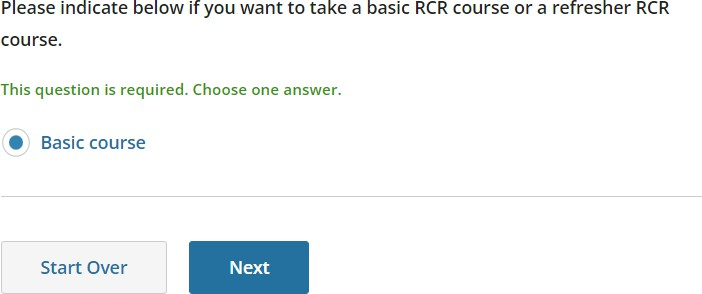 Please indicate below if you want to take a basic RCR course or a refresher RCR
course.
This question is required. Choose one answer.
Basic course
Start Over
Next